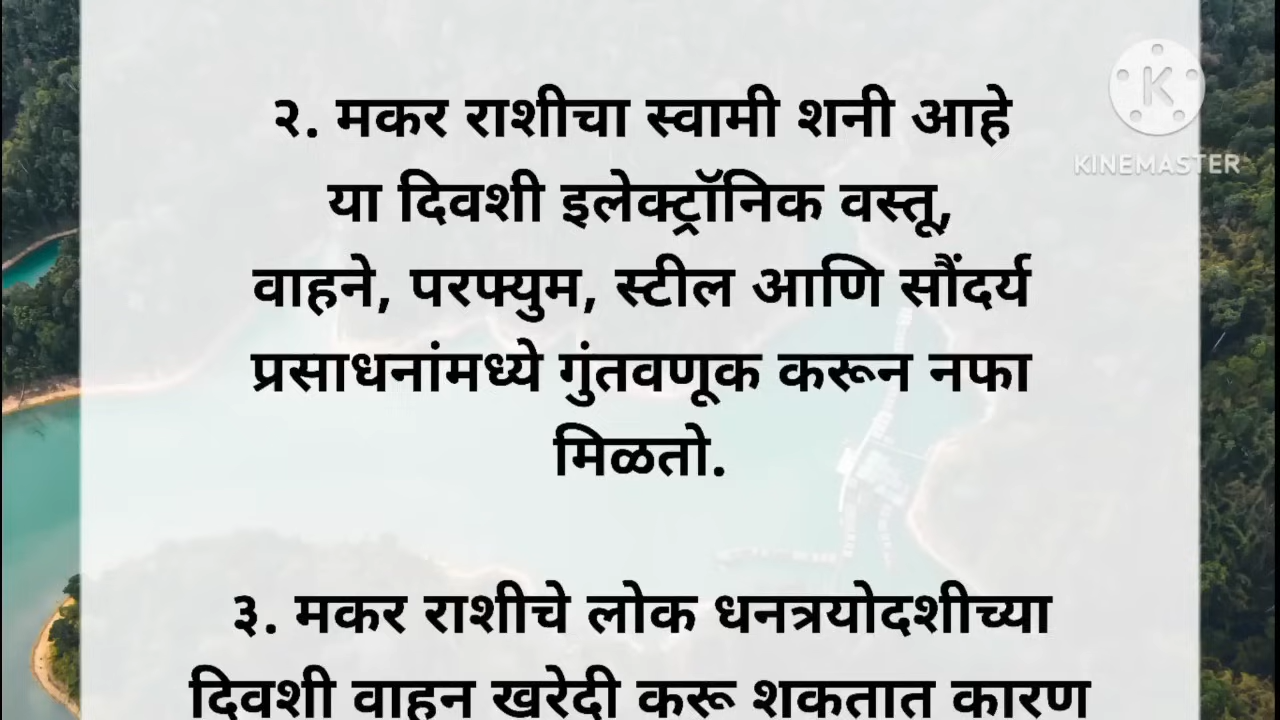 २. मकर राशीचा स्वामी शनी आहे
या दिवशी इलेक्ट्रॉनिक वस्तू,
वाहने, परफ्युम, स्टील आणि सौंदर्य
प्रसाधनांमध्ये गुंतवणूक करून नफा
मिळतो.
३. मकर राशीचे लोक धनत्रयोदशीच्या
दिवशी वाहन खरेदी करू शकतात कारण
K
KINEMASTER